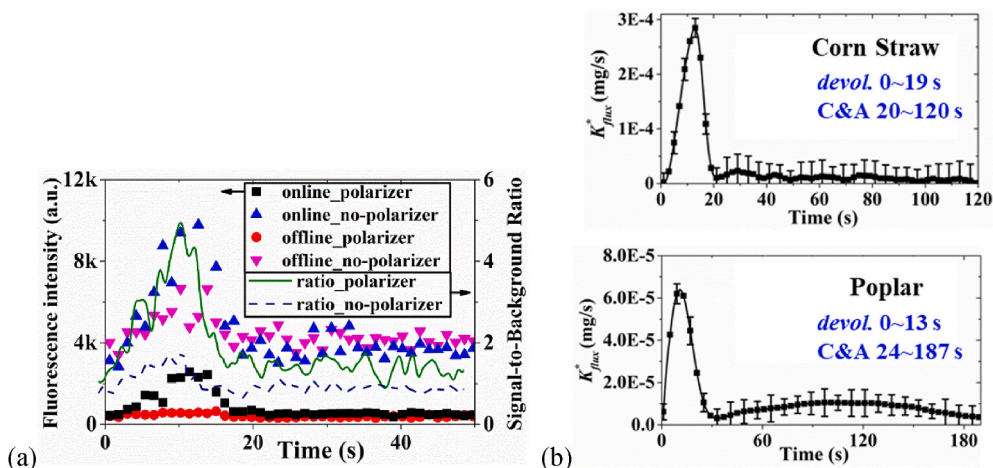 12k
8k
4k
0
Fluorescence intensity (a.u.)
online_polarizer
online_no-polarizer
offline_polarizer
offline_no-polarizer
ratio_polarizer
ratio_no-polarizer
6
5
4
3
2
1
0
Signal-to-Background Ratio
0 20 40
Time (s)
(a)
3E-4
2E-4
1E-4
0
K*flux (mg/s)
Corn Straw
devol. 0~19 s
C&A 20~120 s
0 20 40 60 80 100 120
Time (s)
6.0E-5
4.0E-5
2.0E-5
0.0
K*flux (mg/s)
Poplar
devol. 0~13 s
C&A 24~187 s
0 60 120 180
Time (s)
(b)